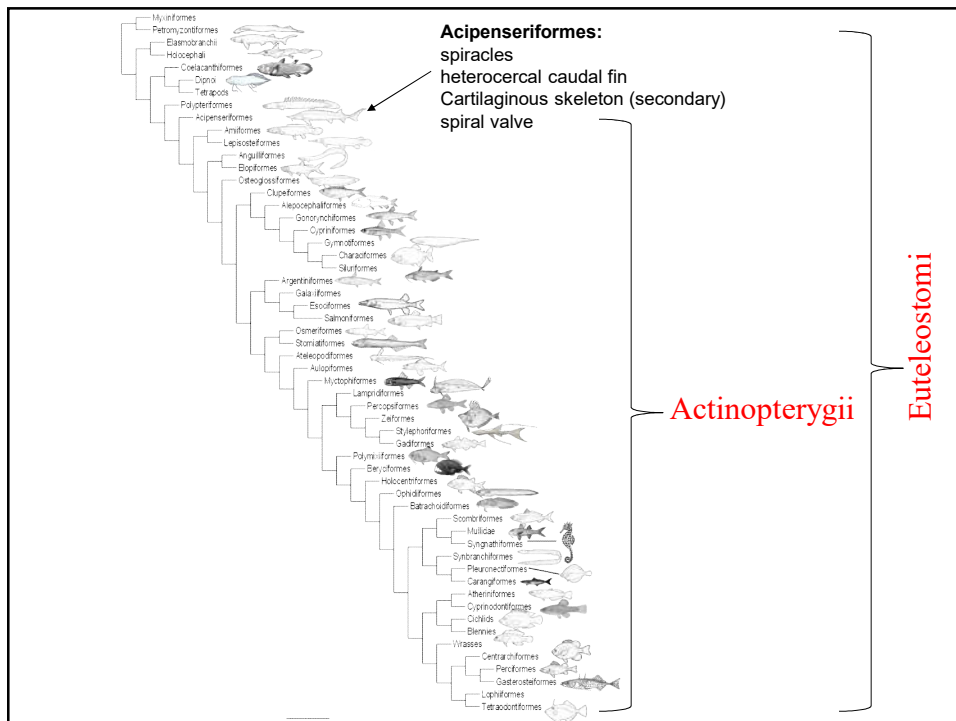 Myxiniformes
Petromyzontiformes
Elasmobranchii
Holocephali
Coelacanthiformes
Dipnoi
Tetrapods
Polypteriformes
Acipenseriformes
Amiiformes
Lepisosteiformes
Anguilliformes
Elopiformes
Osteoglossiformes
Clupeiformes
Alepocephaliformes
Gonorynchiformes
Cypriniformes
Gymnotiformes
Characiformes
Siluriformes
Argentiniformes
Galaxiiformes
Esociformes
Salmoniformes
Osmeriformes
Stomiatiformes
Ateleopodiformes
Aulopiformes
Myctophiformes
Lampridiformes
Percopsiformes
Zeiformes
Stylephoriformes
Gadiformes
Polymixiiformes
Beryciformes
Holocentriformes
Ophidiiformes
Batrachoidiformes
Scombriformes
Mullidae
Syngnathiformes
Synbranchiformes
Pleuronectiformes
Carangiformes
Atheriniformes
Cyprinodontiformes
Cichlids
Blennies
Wrasses
Centrarchiformes
Perciformes
Gasterosteiformes
Lophiiformes
Tetraodontiformes
Acipenseriformes:
spiracles
heterocercal caudal fin
Cartilaginous skeleton (secondary)
spiral valve
Actinopterygii
Euteleostomi